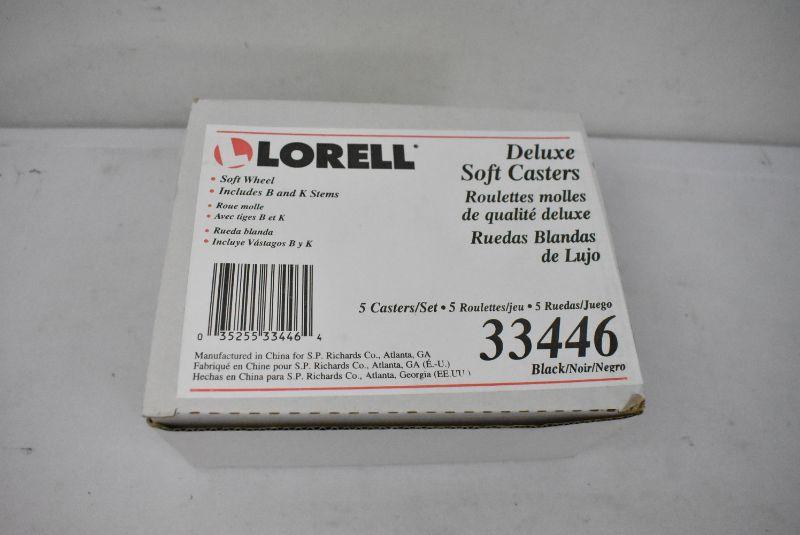 LORELL®
Deluxe
Soft Casters
Roulettes molles
de qualité deluxe
Ruedas Blandas
de Lujo
• Soft Wheel
• Includes B and K Stems
• Roue molle
• Avec tiges B et K
• Rueda blanda
• Incluye Vástagos B y K
5 Casters/Set • 5 Roulettes/jeu • 5 Ruedas/Juego
33446
Black/Noir/Negro
0 35255 33446 4
Manufactured in China for S.P. Richards Co., Atlanta, GA
Fabriqué en Chine pour S.P. Richards Co., Atlanta, GA (É.-U.)
Hechas en China para S.P. Richards Co., Atlanta, Georgia (EE.UU.)